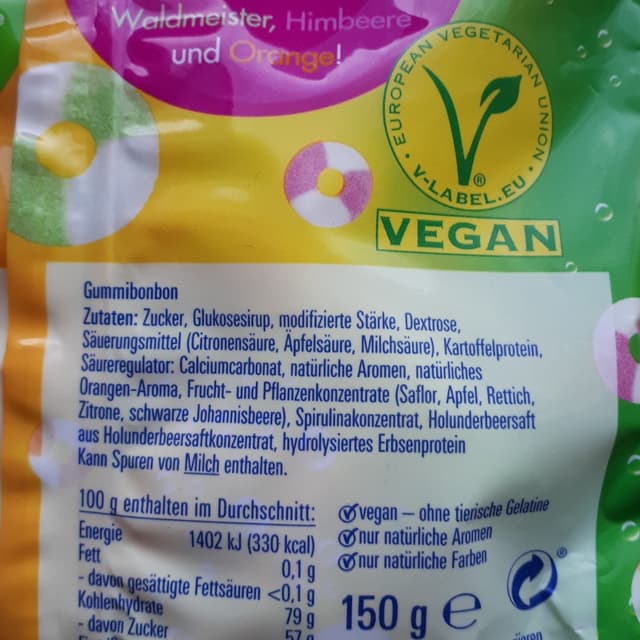 Waldmeister, Himbeere
und Orange!
EUROPEAN VEGETARIAN UNION
V-LABEL.EU
®
VEGAN
Gummibonbon
Zutaten: Zucker, Glukosesirup, modifizierte Stärke, Dextrose,
Säuerungsmittel (Citronensäure, Äpfelsäure, Milchsäure), Kartoffelprotein,
Säureregulator: Calciumcarbonat, natürliche Aromen, natürliches
Orangen-Aroma, Frucht- und Pflanzenkonzentrate (Saflor, Apfel, Rettich,
Zitrone, schwarze Johannisbeere), Spirulinakonzentrat, Holunderbeersaft
aus Holunderbeersaftkonzentrat, hydrolysiertes Erbsenprotein
Kann Spuren von Milch enthalten.
100 g enthalten im Durchschnitt:
Energie 1402 kJ (330 kcal)
Fett 0,1 g
- davon gesättigte Fettsäuren <0,1 g
Kohlenhydrate 79 g
- davon Zucker 57 g
vegan – ohne tierische Gelatine
nur natürliche Aromen
nur natürliche Farben
®
150 g e